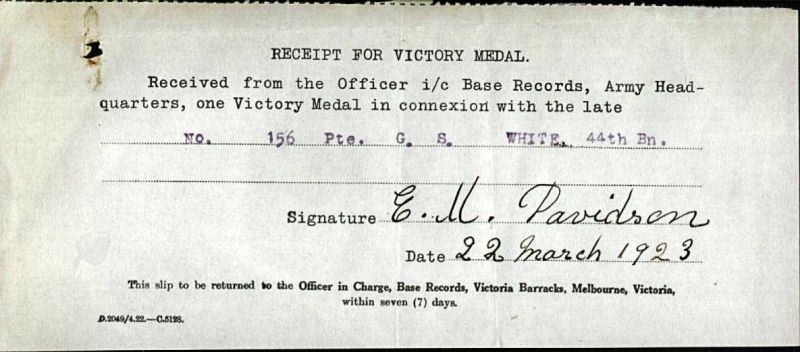 RECEIPT FOR VICTORY MEDAL.
Received from the Officer i/c Base Records, Army Head-
quarters, one Victory Medal in connexion with the late
No. 156 Pte. G. S. WHITE, 44th Bn.
Signature E. M. Davidson
Date 22 March 1923
This slip to be returned to the Officer in Charge, Base Records, Victoria Barracks, Melbourne, Victoria,
within seven (7) days.
D.2049/4.22.—C.5128.